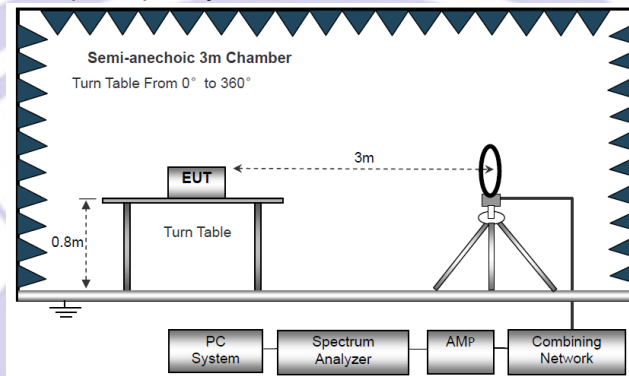 Semi-anechoic 3m Chamber
Turn Table From 0° to 360°
3m
EUT
Turn Table
0.8m
PC
System
Spectrum
Analyzer
AMP
Combining
Network